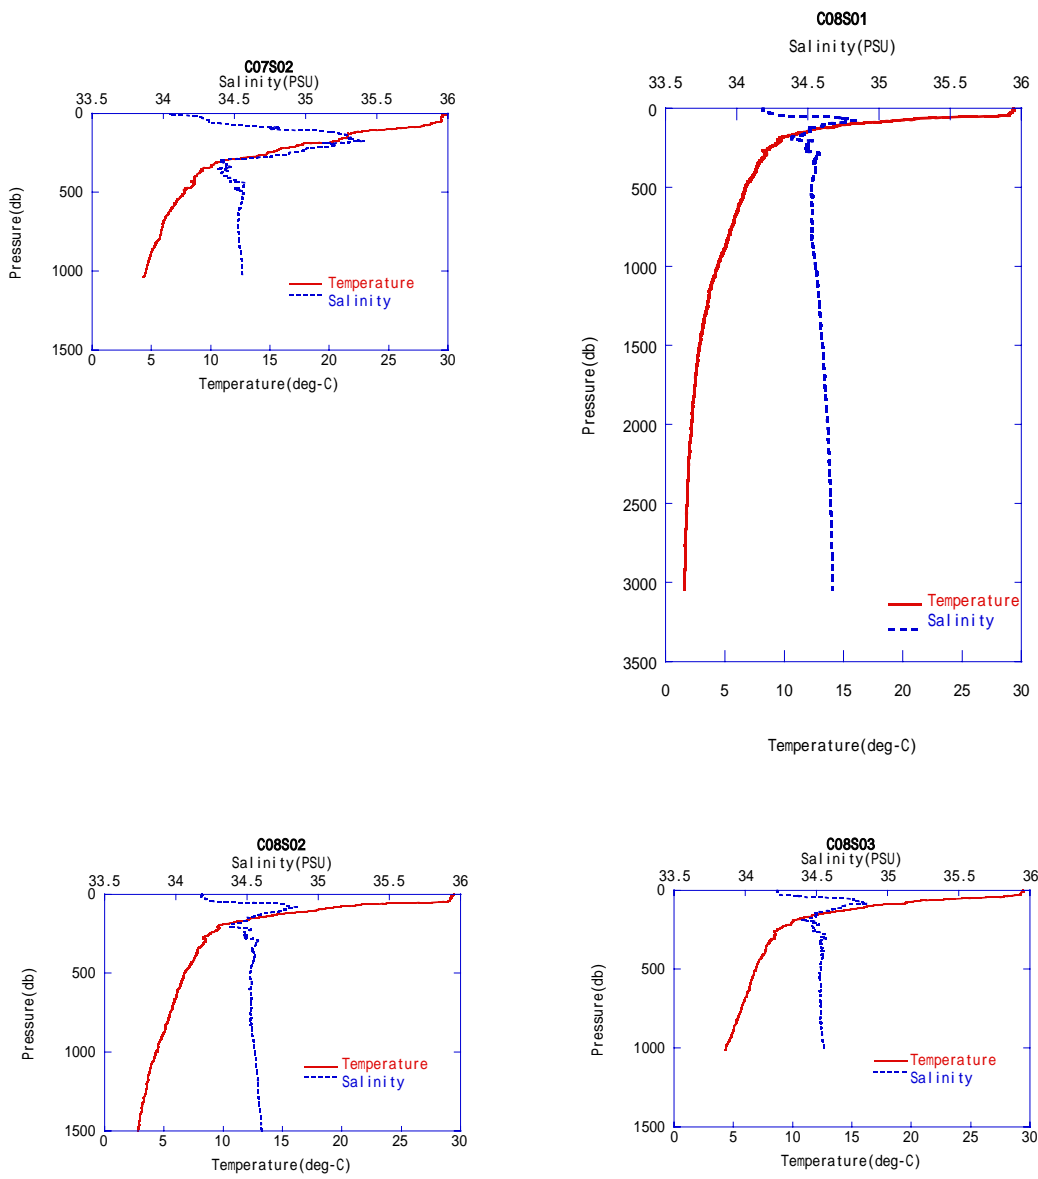 C07S02
Salinity(PSU)
33.5 34 34.5 35 35.5 36
0
500
1000
1500
Pressure(db)
Temperature
Salinity
0 5 10 15 20 25 30
Temperature(deg-C)
C08S01
Salinity(PSU)
33.5 34 34.5 35 35.5 36
0
500
1000
1500
2000
2500
3000
3500
Pressure(db)
Temperature
Salinity
0 5 10 15 20 25 30
Temperature(deg-C)
C08S02
Salinity(PSU)
33.5 34 34.5 35 35.5 36
0
500
1000
1500
Pressure(db)
Temperature
Salinity
0 5 10 15 20 25 30
Temperature(deg-C)
C08S03
Salinity(PSU)
33.5 34 34.5 35 35.5 36
0
500
1000
1500
Pressure(db)
Temperature
Salinity
0 5 10 15 20 25 30
Temperature(deg-C)